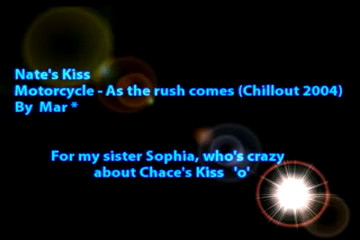 Nate's Kiss
Motorcycle - As the rush comes (Chillout 2004)
By Mar *
For my sister Sophia, who's crazy
about Chace's Kiss 'o'